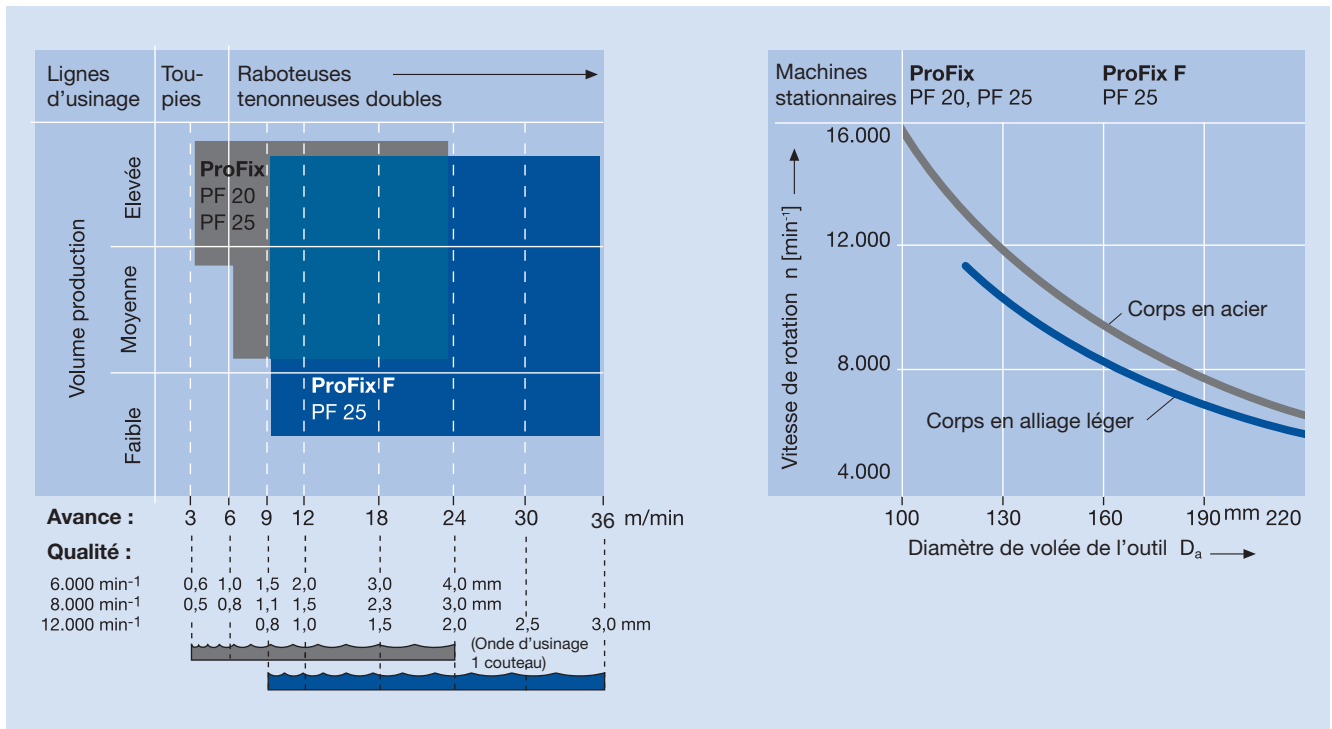 Lignes
d'usinage
Tou-
pies
Raboteuses
tenonneuses doubles
Volume production
Elevée
Moyenne
Faible
ProFix
PF 20
PF 25
ProFix F
PF 25
Avance : 3 6 9 12 18 24 30 36 m/min
Qualité :
6.000 min-1 0,6 1,0 1,5 2,0 3,0 4,0 mm
8.000 min-1 0,5 0,8 1,1 1,5 2,3 3,0 mm
12.000 min-1 0,8 1,0 1,5 2,0 2,5 3,0 mm
(Onde d'usinage
1 couteau)
Machines
stationnaires
ProFix
PF 20, PF 25
ProFix F
PF 25
Vitesse de rotation n [min-1]
16.000
12.000
8.000
4.000
Corps en acier
Corps en alliage léger
100 130 160 190 mm 220
Diamètre de volée de l'outil Da